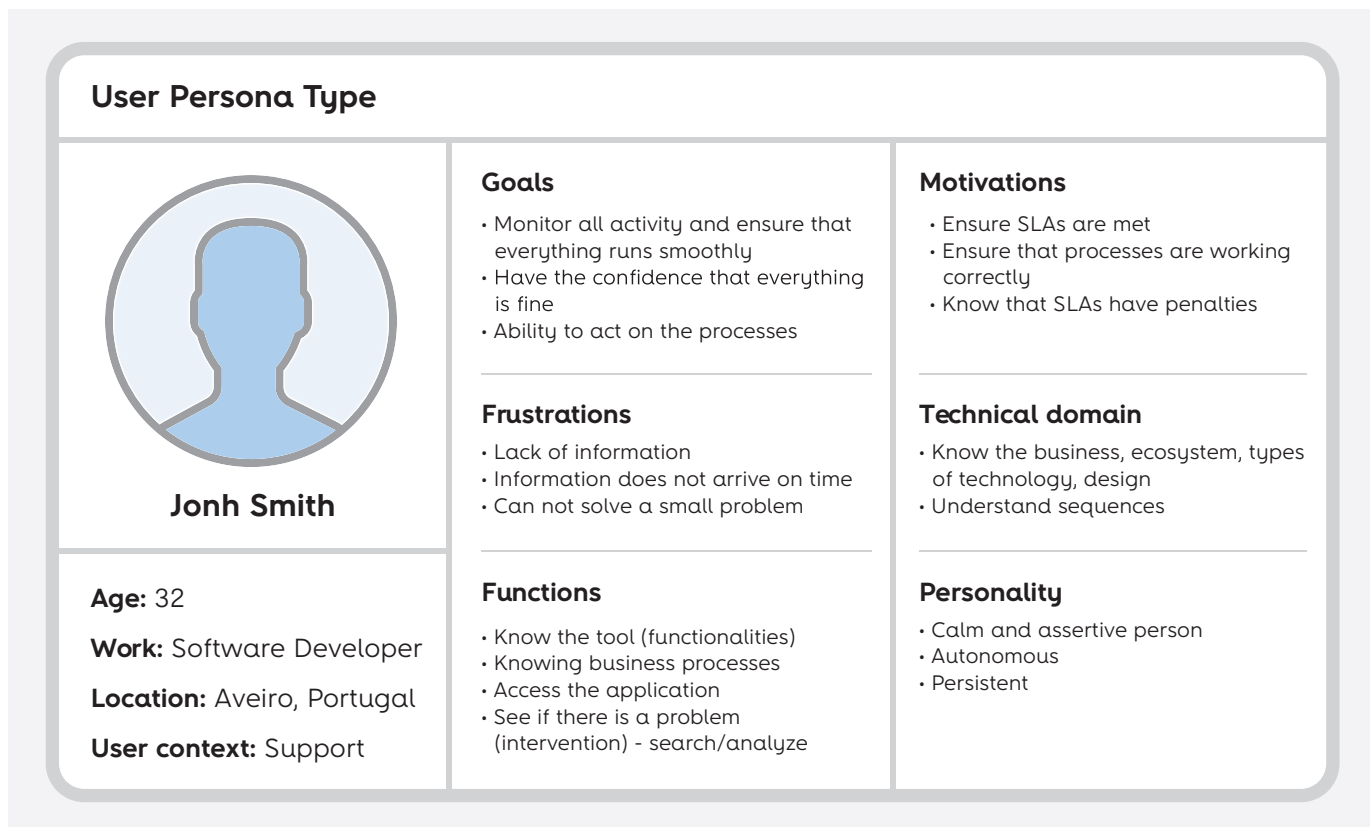 User Persona Type
Jonh Smith
Age: 32
Work: Software Developer
Location: Aveiro, Portugal
User context: Support
Goals
• Monitor all activity and ensure that
everything runs smoothly
• Have the confidence that everything
is fine
• Ability to act on the processes
Frustrations
• Lack of information
• Information does not arrive on time
• Can not solve a small problem
Functions
• Know the tool (functionalities)
• Knowing business processes
• Access the application
• See if there is a problem
(intervention) - search/analyze
Motivations
• Ensure SLAs are met
• Ensure that processes are working
correctly
• Know that SLAs have penalties
Technical domain
• Know the business, ecosystem, types
of technology, design
• Understand sequences
Personality
• Calm and assertive person
• Autonomous
• Persistent